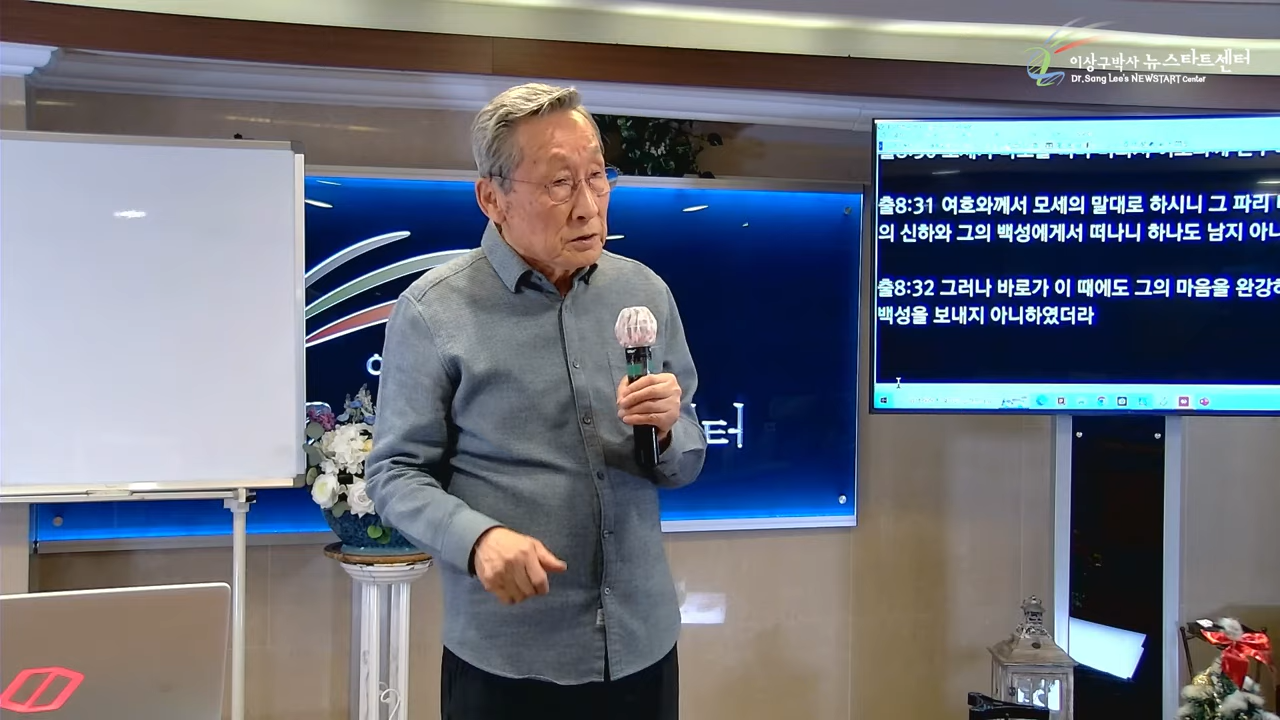 이상구박사 뉴스타트센터
Dr. Sang Lee's NEWSTART Center
출8:31 여호와께서 모세의 말대로 하시니 그 파리
의 신하와 그의 백성에게서 떠나니 하나도 남지 아니
출8:32 그러나 바로가 이 때에도 그의 마음을 완강하
백성을 보내지 아니하였더라
터